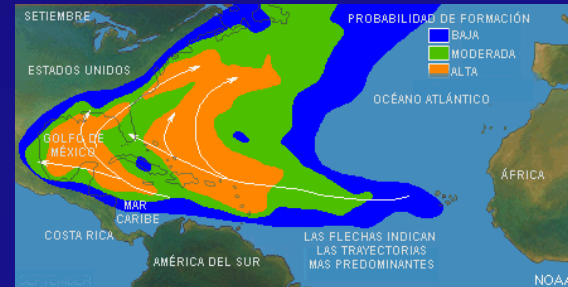 SETIEMBRE
PROBABILIDAD DE FORMACIÓN
BAJA
MODERADA
ALTA
ESTADOS UNIDOS
OCÉANO ATLÁNTICO
GOLFO DE
MÉXICO
ÁFRICA
MAR
CARIBE
COSTA RICA
LAS FLECHAS INDICAN
LAS TRAYECTORIAS
MAS PREDOMINANTES
AMÉRICA DEL SUR
SEPTEMBER
NOAA